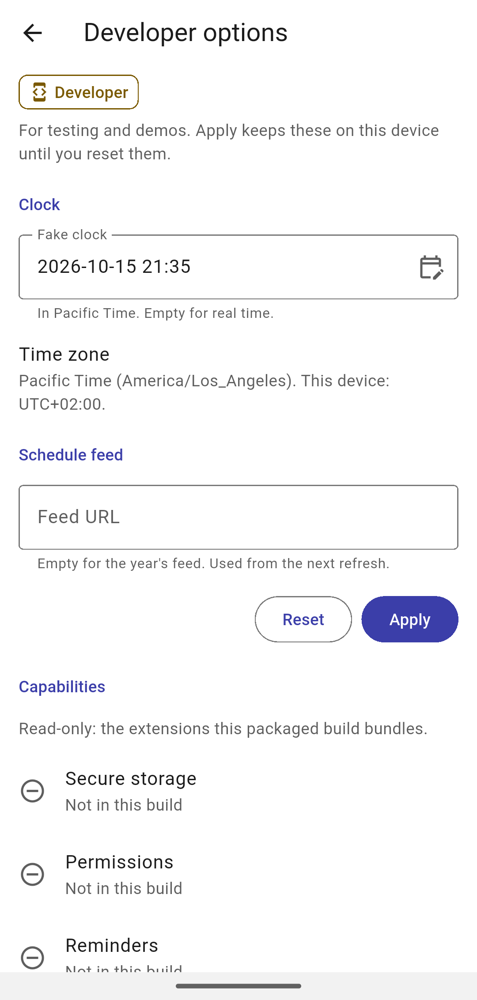 Developer options
Developer
For testing and demos. Apply keeps these on this device
until you reset them.
Clock
Fake clock
2026-10-15 21:35
In Pacific Time. Empty for real time.
Time zone
Pacific Time (America/Los_Angeles). This device:
UTC+02:00.
Schedule feed
Feed URL
Empty for the year's feed. Used from the next refresh.
Reset
Apply
Capabilities
Read-only: the extensions this packaged build bundles.
Secure storage
Not in this build
Permissions
Not in this build
Reminders
Not in this build